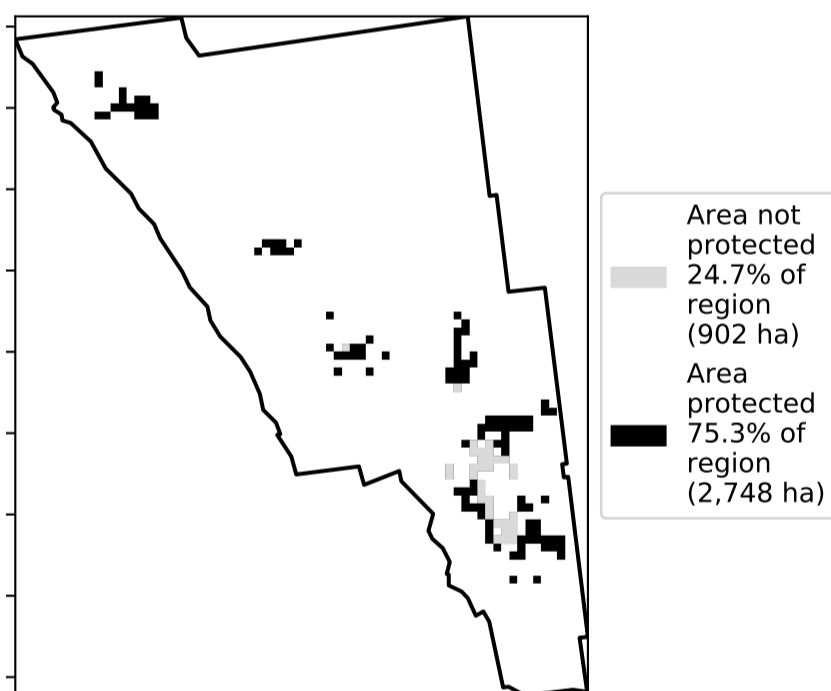 Area not
protected
24.7% of
region
(902 ha)
Area
protected
75.3% of
region
(2,748 ha)